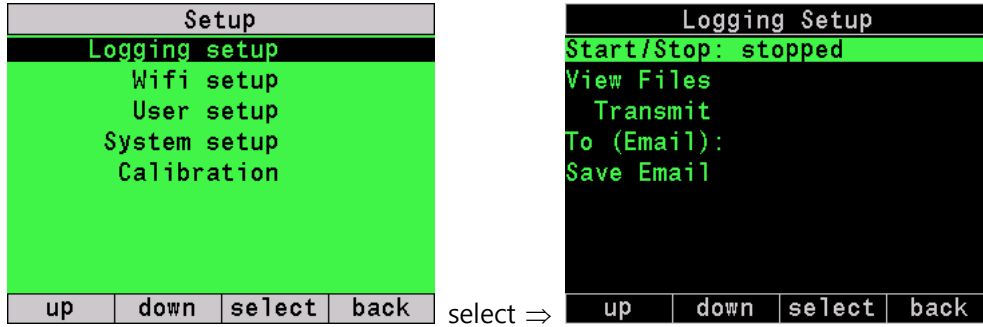 Setup
Logging setup
Wifi setup
User setup
System setup
Calibration
up down select back
select ⇒
Logging Setup
Start/Stop: stopped
View Files
Transmit
To (Email):
Save Email
up down select back